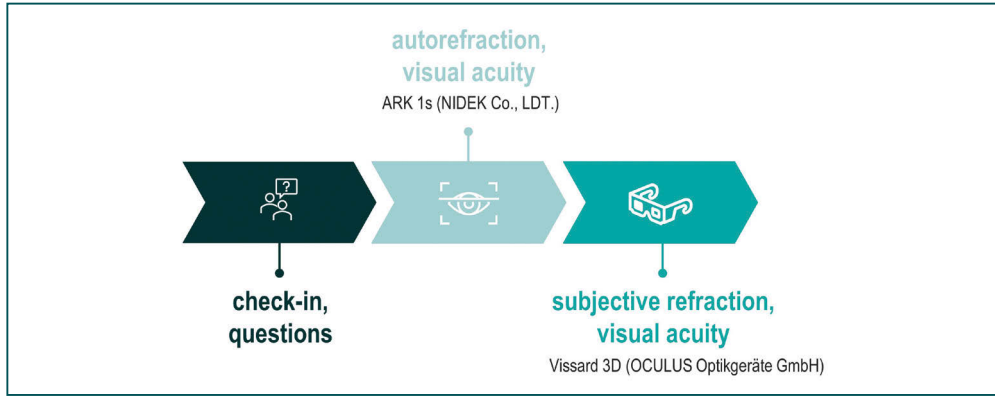 autorefraction,
visual acuity
ARK 1s (NIDEK Co., LDT.)
?
check-in,
questions
subjective refraction,
visual acuity
Vissard 3D (OCULUS Optikgeräte GmbH)